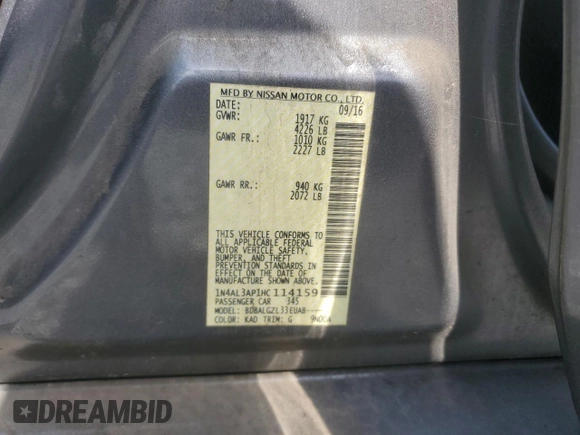 MFD BY NISSAN MOTOR CO., LTD.
DATE: 09/16
GVWR: 1917 KG
4226 LB
GAWR FR.: 1010 KG
2227 LB
GAWR RR.: 940 KG
2072 LB
THIS VEHICLE CONFORMS TO
ALL APPLICABLE FEDERAL
MOTOR VEHICLE SAFETY,
BUMPER, AND THEFT
PREVENTION STANDARDS IN
EFFECT ON THE DATE OF
MANUFACTURE SHOWN ABOVE.
1N4AL3AP1HC114159
PASSENGER CAR 345
MODEL: BDBALGZL33EUAB----
COLOR: KAD TRIM: G
DREAMBID